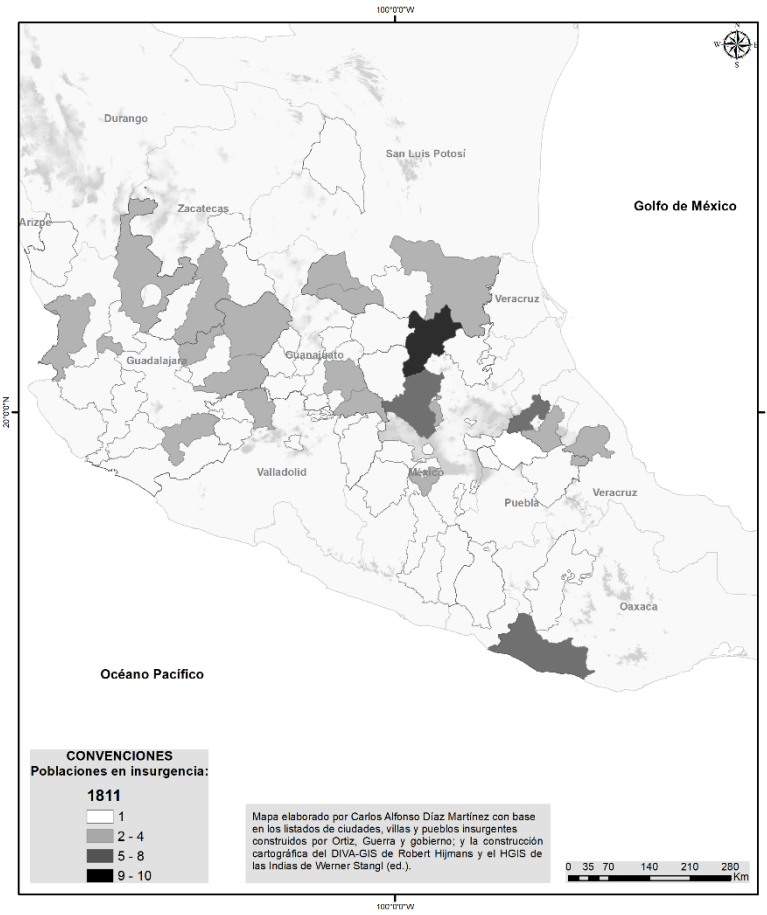 100°0'0"W
N
W
E
S
Durango
San Luis Potosí
Zacatecas
Golfo de México
Arizpe
Veracruz
Guanajuato
Guadalajara
20°0'0"N
Valladolid
México
Veracruz
Puebla
Oaxaca
Océano Pacífico
CONVENCIONES
Poblaciones en insurgencia:
1811
1
2 - 4
5 - 8
9 - 10
Mapa elaborado por Carlos Alfonso Díaz Martínez con base
en los listados de ciudades, villas y pueblos insurgentes
construidos por Ortiz, Guerra y gobierno; y la construcción
cartográfica del DIVA-GIS de Robert Hijmans y el HGIS de
las Indias de Werner Stangl (ed.).
0 35 70 140 210 280
Km
100°0'0"W